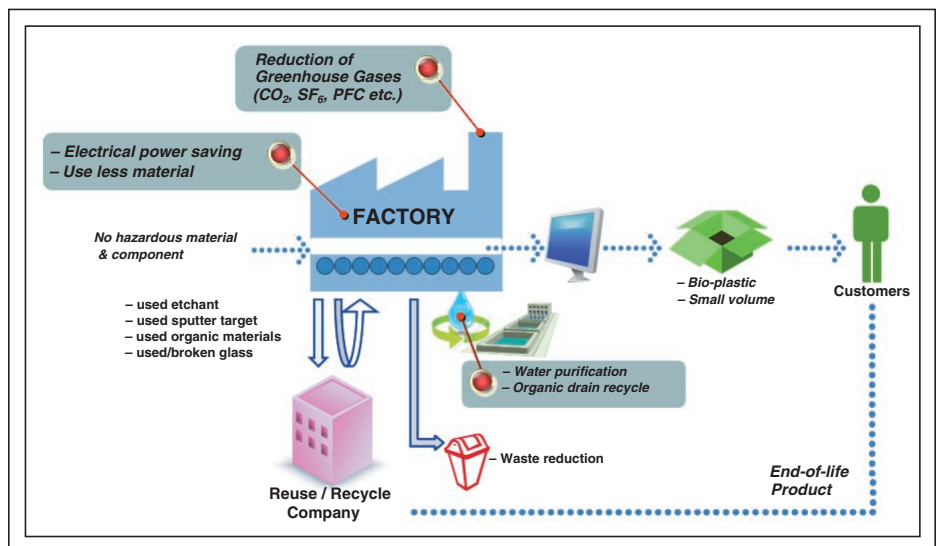 Reduction of
Greenhouse Gases
(CO₂, SF₆, PFC etc.)
– Electrical power saving
– Use less material
FACTORY
No hazardous material
& component
– Bio-plastic
– Small volume
Customers
– used etchant
– used sputter target
– used organic materials
– used/broken glass
– Water purification
– Organic drain recycle
– Waste reduction
Reuse / Recycle
Company
End-of-life
Product